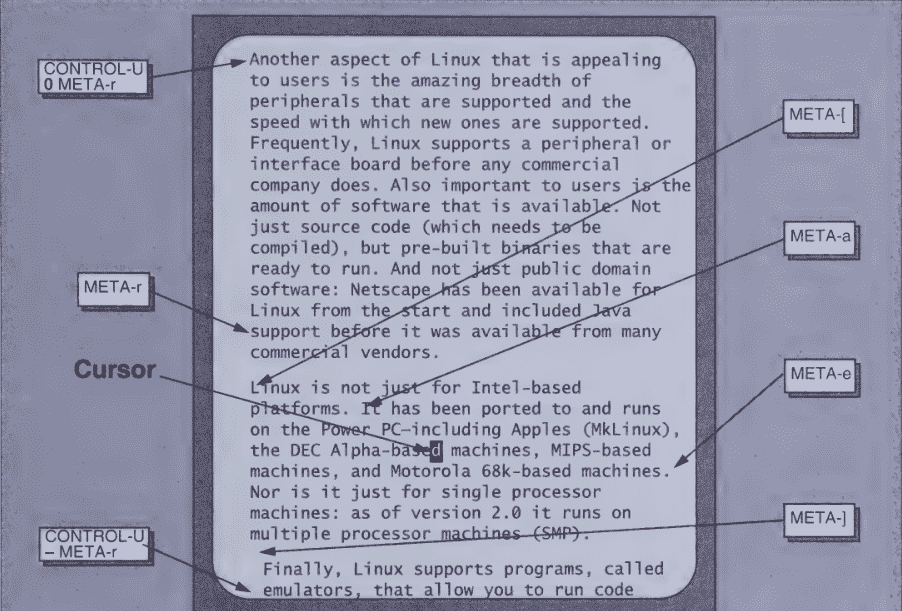 CONTROL-U
0 META-r
META-r
Cursor
CONTROL-U
– META-r
Another aspect of Linux that is appealing
to users is the amazing breadth of
peripherals that are supported and the
speed with which new ones are supported.
Frequently, Linux supports a peripheral or
interface board before any commercial
company does. Also important to users is the
amount of software that is available. Not
just source code (which needs to be
compiled), but pre-built binaries that are
ready to run. And not just public domain
software: Netscape has been available for
Linux from the start and included Java
support before it was available from many
commercial vendors.
Linux is not just for Intel-based
platforms. It has been ported to and runs
on the Power PC–including Apples (MkLinux),
the DEC Alpha-based machines, MIPS-based
machines, and Motorola 68k-based machines.
Nor is it just for single processor
machines: as of version 2.0 it runs on
multiple processor machines (SMP).
Finally, Linux supports programs, called
emulators, that allow you to run code
META-[
META-a
META-e
META-]